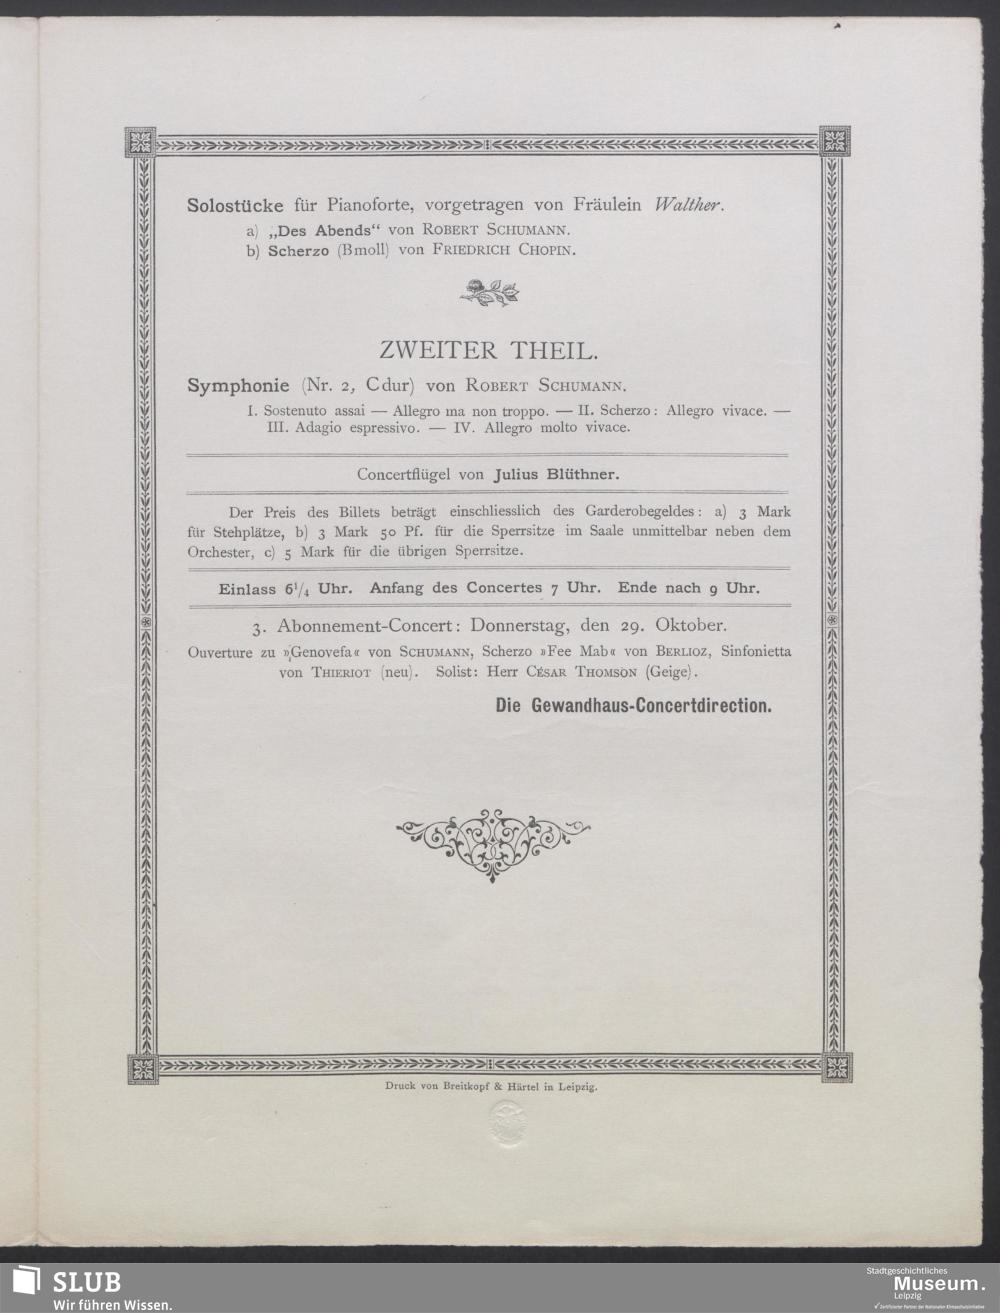 Solostücke für Pianoforte, vorgetragen von Fräulein Walther.
a) „Des Abends“ von Robert Schumann.
b) Scherzo (Bmoll) von Friedrich Chopin.
ZWEITER THEIL.
Symphonie (Nr. 2, Cdur) von Robert Schumann.
I. Sostenuto assai — Allegro ma non troppo. — II. Scherzo: Allegro vivace. —
III. Adagio espressivo. — IV. Allegro molto vivace.
Concertflügel von Julius Blüthner.
Der Preis des Billets beträgt einschliesslich des Garderobegeldes: a) 3 Mark
für Stehplätze, b) 3 Mark 50 Pf. für die Sperrsitze im Saale unmittelbar neben dem
Orchester, c) 5 Mark für die übrigen Sperrsitze.
Einlass 6¼ Uhr. Anfang des Concertes 7 Uhr. Ende nach 9 Uhr.
3. Abonnement-Concert: Donnerstag, den 29. Oktober.
Ouverture zu »Genovefa« von Schumann, Scherzo »Fee Mab« von Berlioz, Sinfonietta
von Thieriot (neu). Solist: Herr César Thomson (Geige).
Die Gewandhaus-Concertdirection.
Druck von Breitkopf & Härtel in Leipzig.
SLUB
Wir führen Wissen.
Stadtgeschichtliches
Museum.
Leipzig
Zertifizierter Partner der Nationalen Klimaschutzinitiative